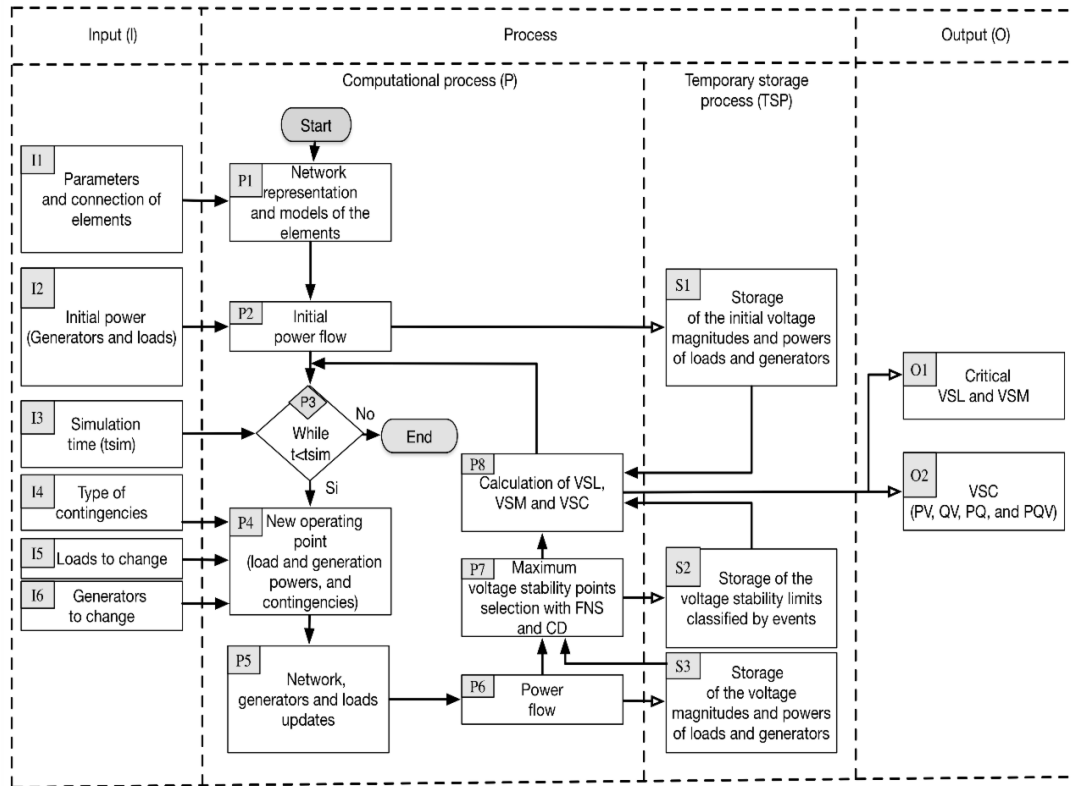 Input (I)
Process
Output (O)
Computational process (P)
Temporary storage
process (TSP)
Start
I1
Parameters
and connection of
elements
P1
Network
representation
and models of the
elements
I2
Initial power
(Generators and loads)
P2
Initial
power flow
S1
Storage
of the initial voltage
magnitudes and powers
of loads and generators
I3
Simulation
time (tsim)
P3
While
t<tsim
No
End
Si
O1
Critical
VSL and VSM
I4
Type of
contingencies
P4
New operating
point
(load and generation
powers, and
contingencies)
P8
Calculation of VSL,
VSM and VSC
O2
VSC
(PV, QV, PQ, and PQV)
I5
Loads to change
I6
Generators
to change
P7
Maximum
voltage stability points
selection with FNS
and CD
S2
Storage of the
voltage stability limits
classified by events
P5
Network,
generators and loads
updates
P6
Power
flow
S3
Storage
of the voltage
magnitudes and powers
of loads and generators